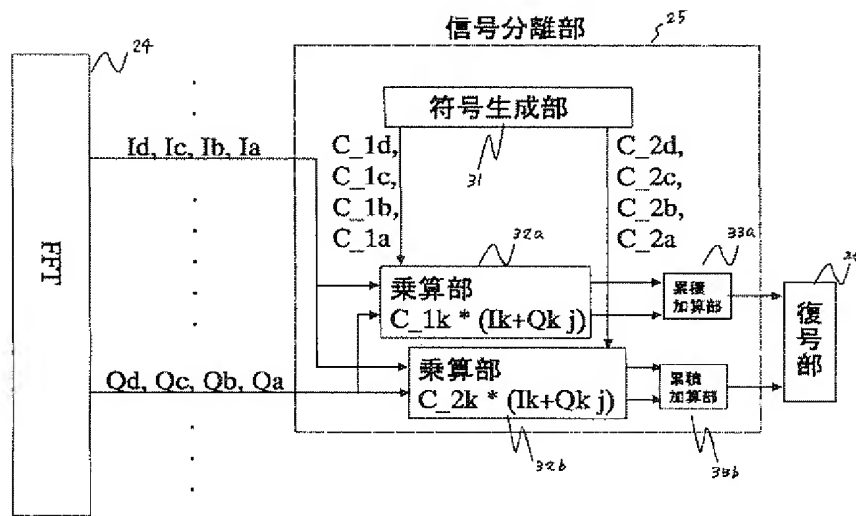 信号分離部
25
24
符号生成部
Id, Ic, Ib, Ia
C_1d,
C_1c,
C_1b,
C_1a
31
C_2d,
C_2c,
C_2b,
C_2a
FFT
32a
33a
乗算部
C_1k * (Ik+Qk j)
累積
加算部
復号部
Qd, Qc, Qb, Qa
乗算部
C_2k * (Ik+Qk j)
累積
加算部
32b
33b